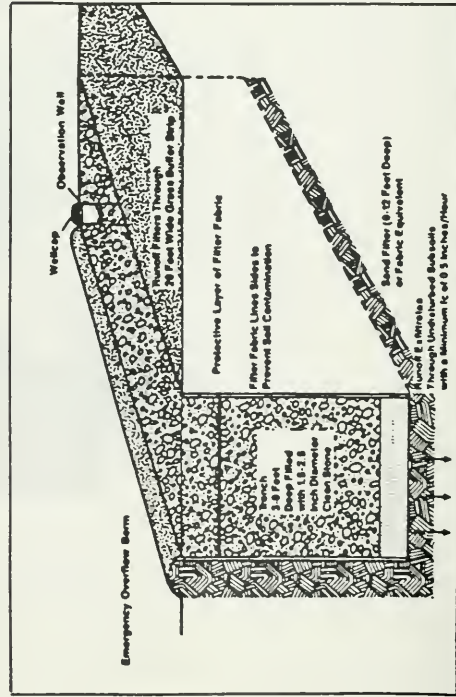 Emergency Overflow Berm
Wellcap
Observation Well
Runoff Filters Through
20 Foot Wide Grass Buffer Strip
Protective Layer of Filter Fabric
Filter Fabric Lines Sides to
Prevent Soil Contamination
Trench
3-8 Feet
Deep Filled
with 1.5-2.5
Inch Diameter
Clean Stone
Sand Filter (6-12 Foot Deep)
or Fabric Equivalent
Runoff Exfiltrates
Through Undisturbed Subsoils
with a Minimum fc of 0.5 Inches/Hour